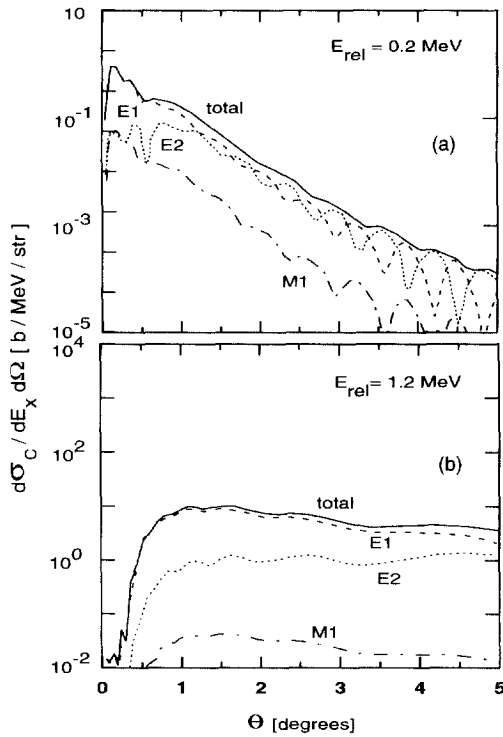 10
10^-1
10^-3
10^-5
E_rel = 0.2 MeV
total
E1
E2
(a)
M1
10^4
10^2
10^0
10^-2
E_rel = 1.2 MeV
(b)
total
E1
E2
M1
0 1 2 3 4 5
Θ [degrees]
dσ_C / dE_X dΩ [ b / MeV / str ]